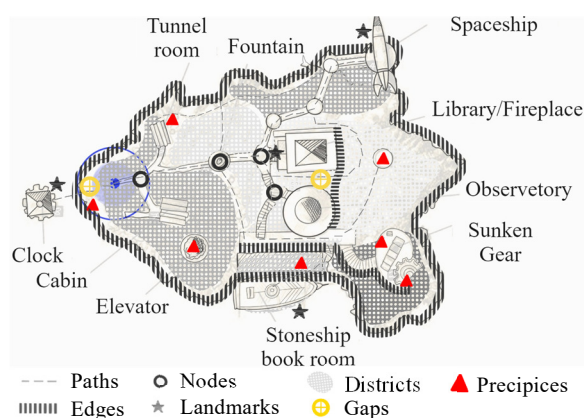 Spaceship
Tunnel
room
Fountain
Library/Fireplace
Observetory
Sunken
Gear
Clock
Cabin
Elevator
Stoneship
book room
Paths
Nodes
Districts
Precipices
Edges
Landmarks
Gaps